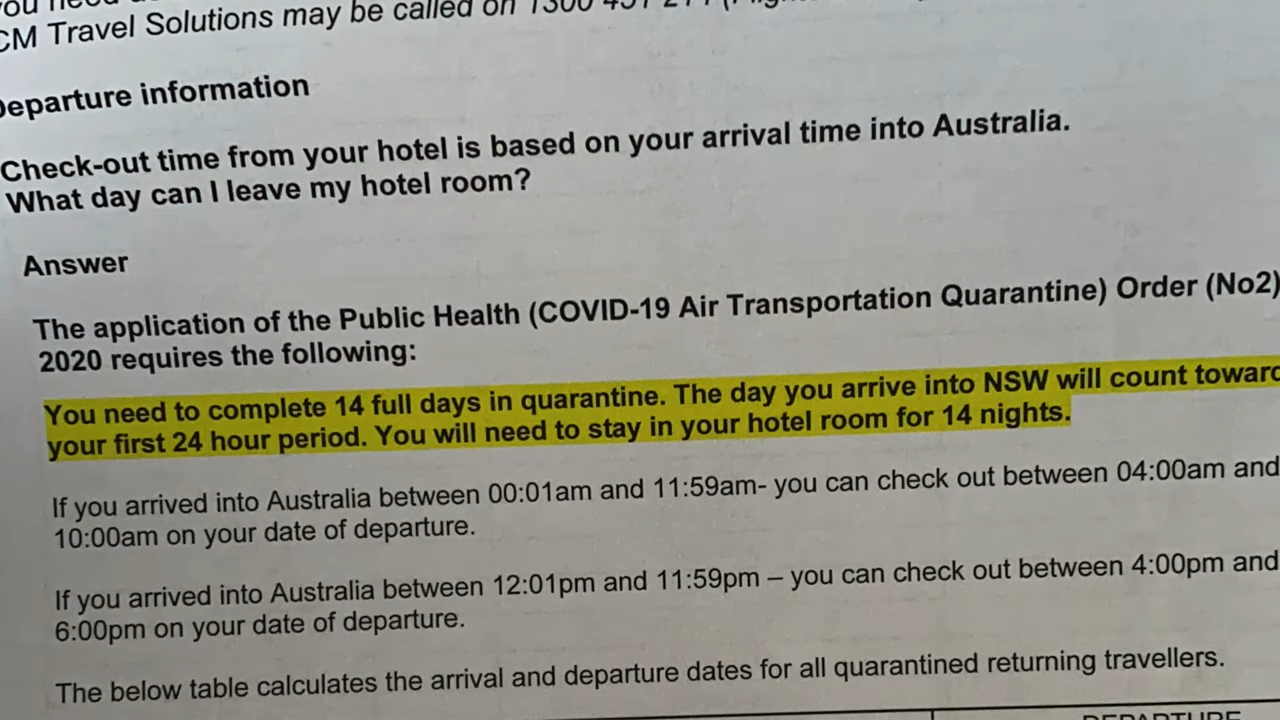 CM Travel Solutions may be called on 1300
Departure information
Check-out time from your hotel is based on your arrival time into Australia.
What day can I leave my hotel room?
Answer
The application of the Public Health (COVID-19 Air Transportation Quarantine) Order (No2)
2020 requires the following:
You need to complete 14 full days in quarantine. The day you arrive into NSW will count toward
your first 24 hour period. You will need to stay in your hotel room for 14 nights.
If you arrived into Australia between 00:01am and 11:59am- you can check out between 04:00am and
10:00am on your date of departure.
If you arrived into Australia between 12:01pm and 11:59pm – you can check out between 4:00pm and
6:00pm on your date of departure.
The below table calculates the arrival and departure dates for all quarantined returning travellers.
DEPARTURE